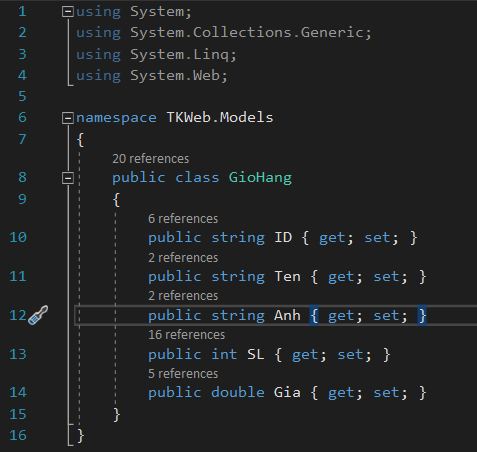 1 using System;
2 using System.Collections.Generic;
3 using System.Linq;
4 using System.Web;
5
6 namespace TKWeb.Models
7 {
20 references
8 public class GioHang
9 {
6 references
10 public string ID { get; set; }
2 references
11 public string Ten { get; set; }
2 references
12 public string Anh { get; set; }
16 references
13 public int SL { get; set; }
5 references
14 public double Gia { get; set; }
15 }
16 }